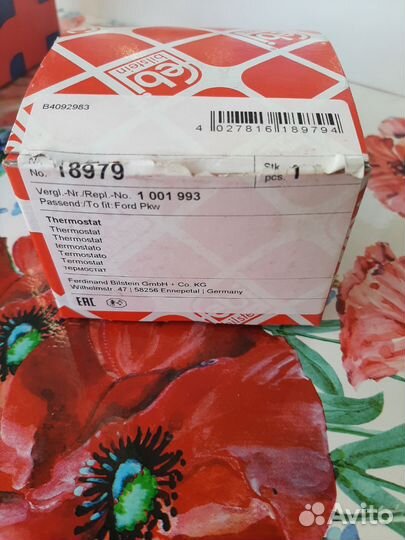 febi
bilstein
B4092983
4 027816 189794
No. 18979
Stk.
pcs. 1
Vergl.-Nr./Repl.-No. 1 001 993
Passend/To fit: Ford Pkw
Thermostat
Thermostat
Thermostat
termostato
Termostato
Termostat
термостат
Ferdinand Bilstein GmbH + Co. KG
Wilhelmstr. 47 | 58256 Ennepetal | Germany
EAC
Avito